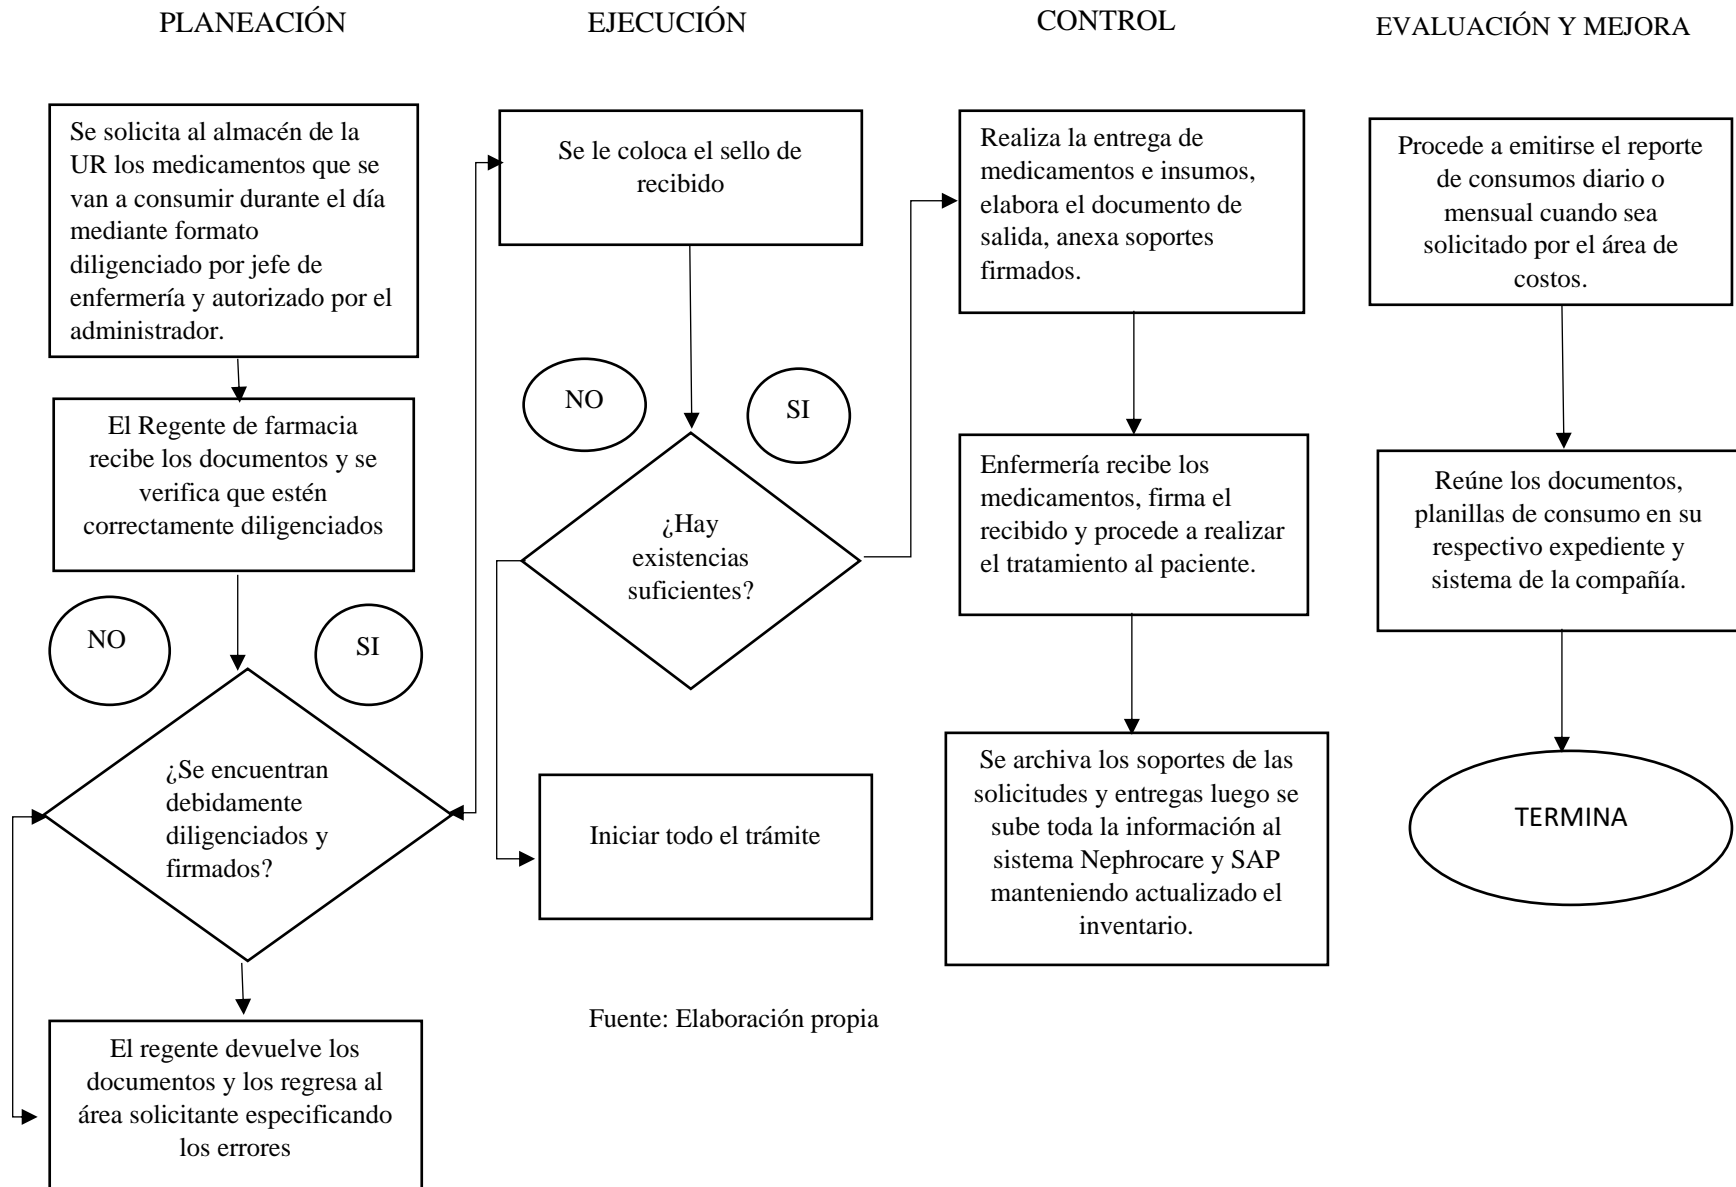 PLANEACIÓN
EJECUCIÓN
CONTROL
EVALUACIÓN Y MEJORA
Se solicita al almacén de la
UR los medicamentos que se
van a consumir durante el día
mediante formato
diligenciado por jefe de
enfermería y autorizado por el
administrador.
El Regente de farmacia
recibe los documentos y se
verifica que estén
correctamente diligenciados
NO
SI
¿Se encuentran
debidamente
diligenciados y
firmados?
El regente devuelve los
documentos y los regresa al
área solicitante especificando
los errores
Se le coloca el sello de
recibido
NO
SI
¿Hay
existencias
suficientes?
Iniciar todo el trámite
Fuente: Elaboración propia
Realiza la entrega de
medicamentos e insumos,
elabora el documento de
salida, anexa soportes
firmados.
Enfermería recibe los
medicamentos, firma el
recibido y procede a realizar
el tratamiento al paciente.
Se archiva los soportes de las
solicitudes y entregas luego se
sube toda la información al
sistema Nephrocare y SAP
manteniendo actualizado el
inventario.
Procede a emitirse el reporte
de consumos diario o
mensual cuando sea
solicitado por el área de
costos.
Reúne los documentos,
planillas de consumo en su
respectivo expediente y
sistema de la compañía.
TERMINA